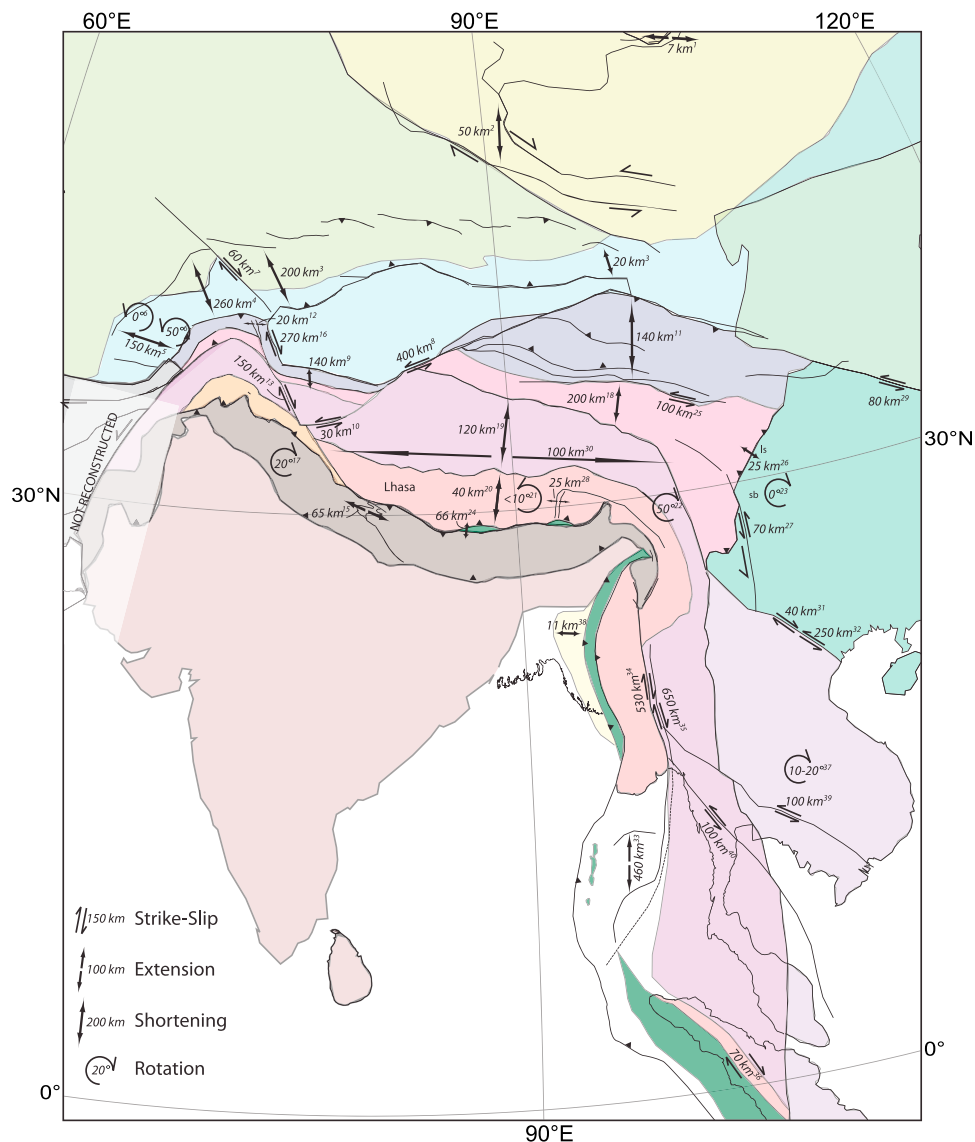 60°E
90°E
120°E
7 km¹
50 km²
60 km⁷
200 km³
20 km³
260 km⁴
0°⁶
50°⁶
150 km⁵
20 km¹²
270 km¹⁶
140 km⁹
400 km⁸
140 km¹¹
150 km¹³
200 km¹⁸
100 km²⁵
80 km²⁹
30 km¹⁰
120 km¹⁹
100 km³⁰
30°N
NOT RECONSTRUCTED
20°¹⁷
ls
25 km²⁶
30°N
Lhasa
40 km²⁰
<10°²¹
25 km²⁸
50°²²
sb
0°²³
65 km¹⁵
66 km²⁴
70 km²⁷
11 km³⁸
40 km³¹
250 km³²
530 km³⁴
650 km³⁵
10-20°³⁷
100 km³⁹
100 km⁴⁰
460 km³³
150 km Strike-Slip
100 km Extension
200 km Shortening
20° Rotation
70 km³⁶
0°
0°
90°E